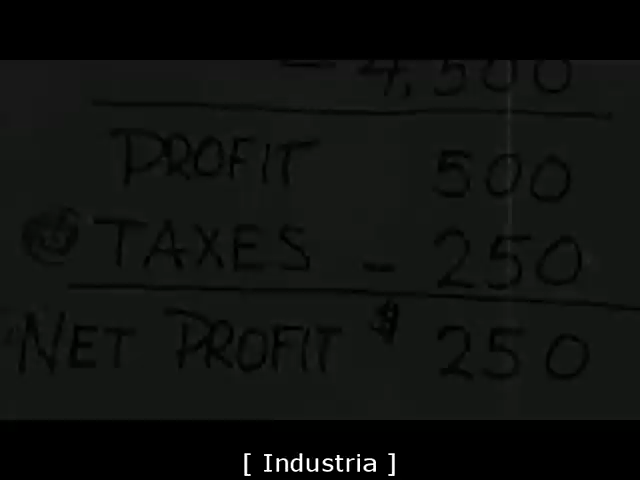 - 4,500
PROFIT 500
TAXES - 250
NET PROFIT $ 250
[ Industria ]